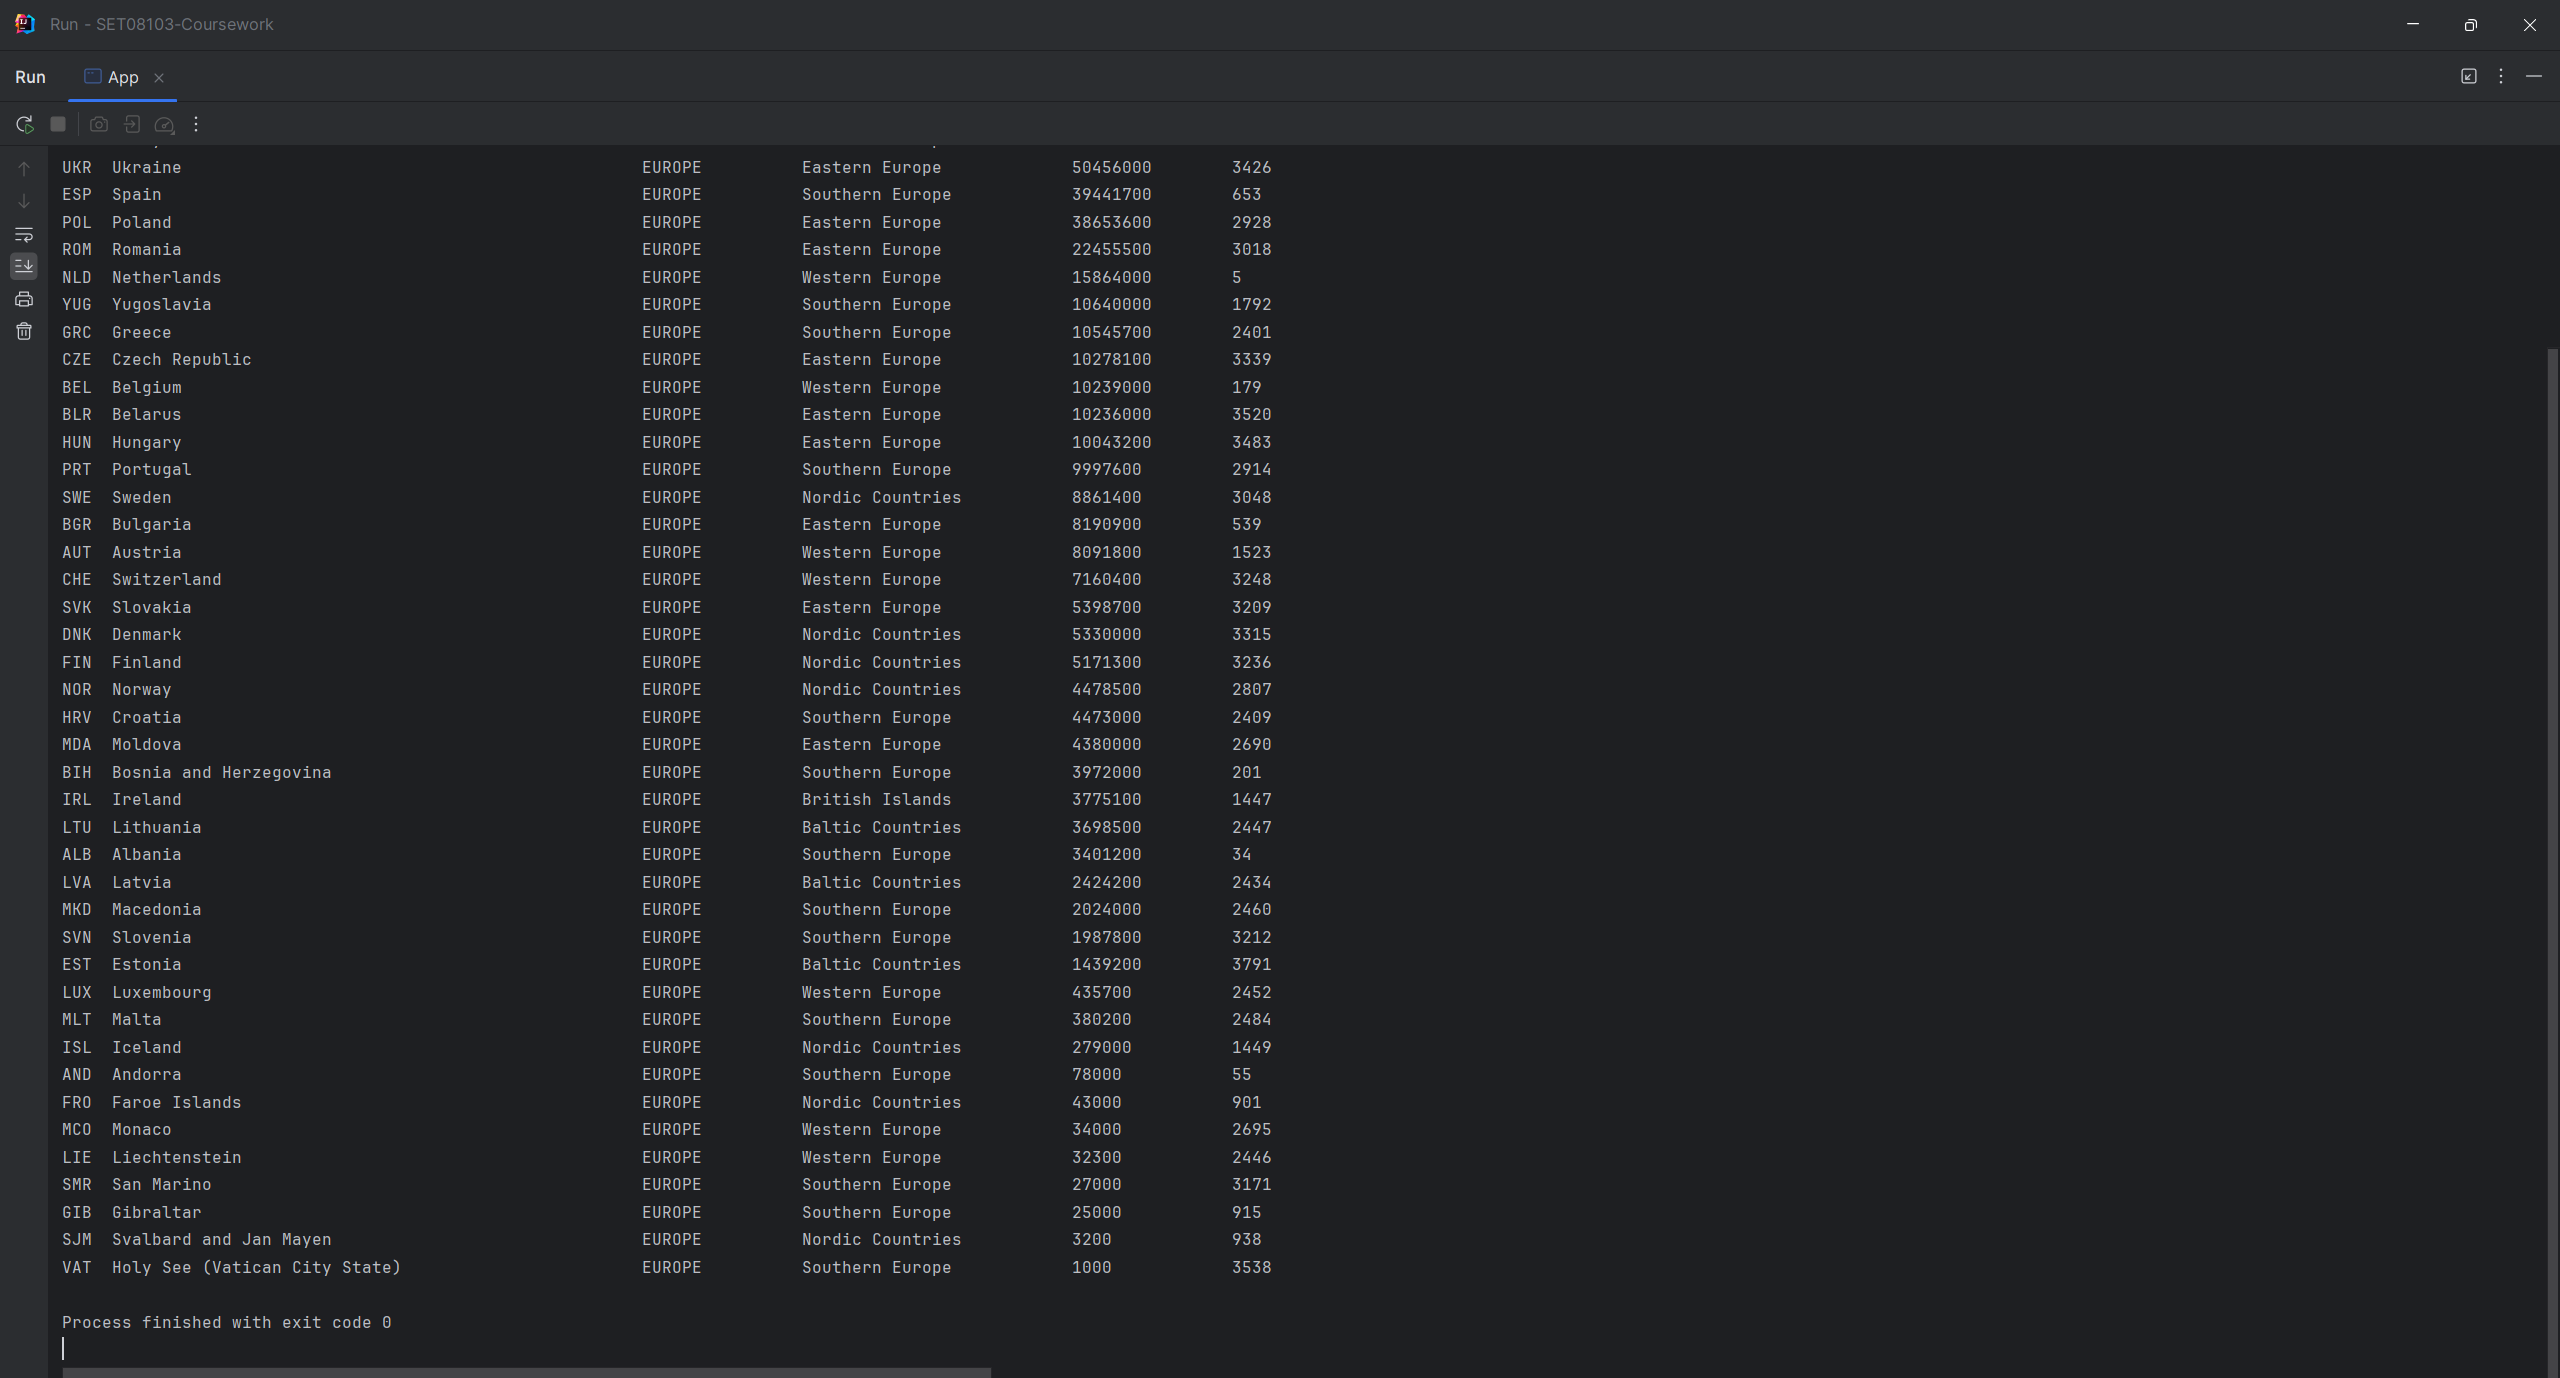 Run - SET08103-Coursework
Run App
UKR Ukraine EUROPE Eastern Europe 50456000 3426
ESP Spain EUROPE Southern Europe 39441700 653
POL Poland EUROPE Eastern Europe 38653600 2928
ROM Romania EUROPE Eastern Europe 22455500 3018
NLD Netherlands EUROPE Western Europe 15864000 5
YUG Yugoslavia EUROPE Southern Europe 10640000 1792
GRC Greece EUROPE Southern Europe 10545700 2401
CZE Czech Republic EUROPE Eastern Europe 10278100 3339
BEL Belgium EUROPE Western Europe 10239000 179
BLR Belarus EUROPE Eastern Europe 10236000 3520
HUN Hungary EUROPE Eastern Europe 10043200 3483
PRT Portugal EUROPE Southern Europe 9997600 2914
SWE Sweden EUROPE Nordic Countries 8861400 3048
BGR Bulgaria EUROPE Eastern Europe 8190900 539
AUT Austria EUROPE Western Europe 8091800 1523
CHE Switzerland EUROPE Western Europe 7160400 3248
SVK Slovakia EUROPE Eastern Europe 5398700 3209
DNK Denmark EUROPE Nordic Countries 5330000 3315
FIN Finland EUROPE Nordic Countries 5171300 3236
NOR Norway EUROPE Nordic Countries 4478500 2807
HRV Croatia EUROPE Southern Europe 4473000 2409
MDA Moldova EUROPE Eastern Europe 4380000 2690
BIH Bosnia and Herzegovina EUROPE Southern Europe 3972000 201
IRL Ireland EUROPE British Islands 3775100 1447
LTU Lithuania EUROPE Baltic Countries 3698500 2447
ALB Albania EUROPE Southern Europe 3401200 34
LVA Latvia EUROPE Baltic Countries 2424200 2434
MKD Macedonia EUROPE Southern Europe 2024000 2460
SVN Slovenia EUROPE Southern Europe 1987800 3212
EST Estonia EUROPE Baltic Countries 1439200 3791
LUX Luxembourg EUROPE Western Europe 435700 2452
MLT Malta EUROPE Southern Europe 380200 2484
ISL Iceland EUROPE Nordic Countries 279000 1449
AND Andorra EUROPE Southern Europe 78000 55
FRO Faroe Islands EUROPE Nordic Countries 43000 901
MCO Monaco EUROPE Western Europe 34000 2695
LIE Liechtenstein EUROPE Western Europe 32300 2446
SMR San Marino EUROPE Southern Europe 27000 3171
GIB Gibraltar EUROPE Southern Europe 25000 915
SJM Svalbard and Jan Mayen EUROPE Nordic Countries 3200 938
VAT Holy See (Vatican City State) EUROPE Southern Europe 1000 3538
Process finished with exit code 0